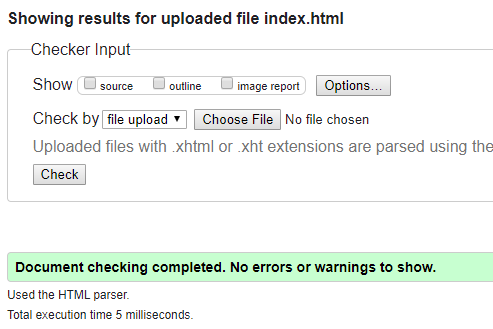 Showing results for uploaded file index.html
Checker Input
Show source outline image report Options...
Check by file upload Choose File No file chosen
Uploaded files with .xhtml or .xht extensions are parsed using the
Check
Document checking completed. No errors or warnings to show.
Used the HTML parser.
Total execution time 5 milliseconds.